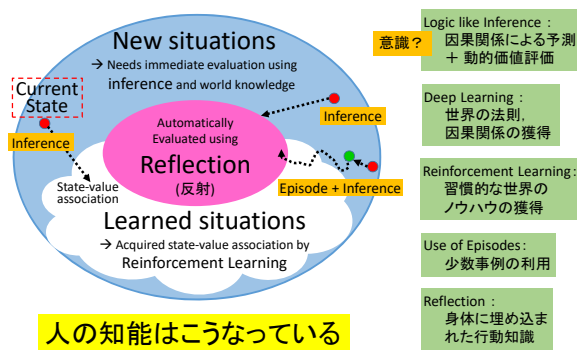 New situations
→ Needs immediate evaluation using
inference and world knowledge
Current
State
Inference
Automatically
Evaluated using
Reflection
(反射)
Inference
Episode + Inference
State-value
association
Learned situations
→ Acquired state-value association by
Reinforcement Learning
人の知能はこうなっている
意識？
Logic like Inference：
因果関係による予測
＋ 動的価値評価
Deep Learning：
世界の法則，
因果関係の獲得
Reinforcement Learning：
習慣的な世界の
ノウハウの獲得
Use of Episodes：
少数事例の利用
Reflection：
身体に埋め込ま
れた行動知識